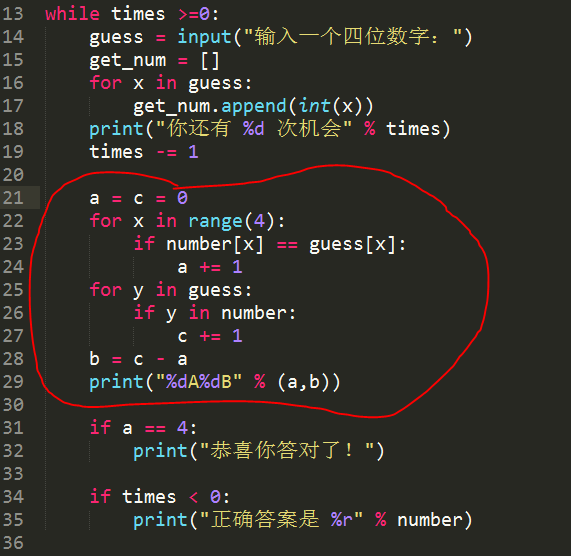 13 while times >=0:
14     guess = input("输入一个四位数字：")
15     get_num = []
16     for x in guess:
17         get_num.append(int(x))
18     print("你还有 %d 次机会" % times)
19     times -= 1
20
21     a = c = 0
22     for x in range(4):
23         if number[x] == guess[x]:
24             a += 1
25     for y in guess:
26         if y in number:
27             c += 1
28     b = c - a
29     print("%dA%dB" % (a,b))
30
31     if a == 4:
32         print("恭喜你答对了！")
33
34     if times < 0:
35         print("正确答案是 %r" % number)
36